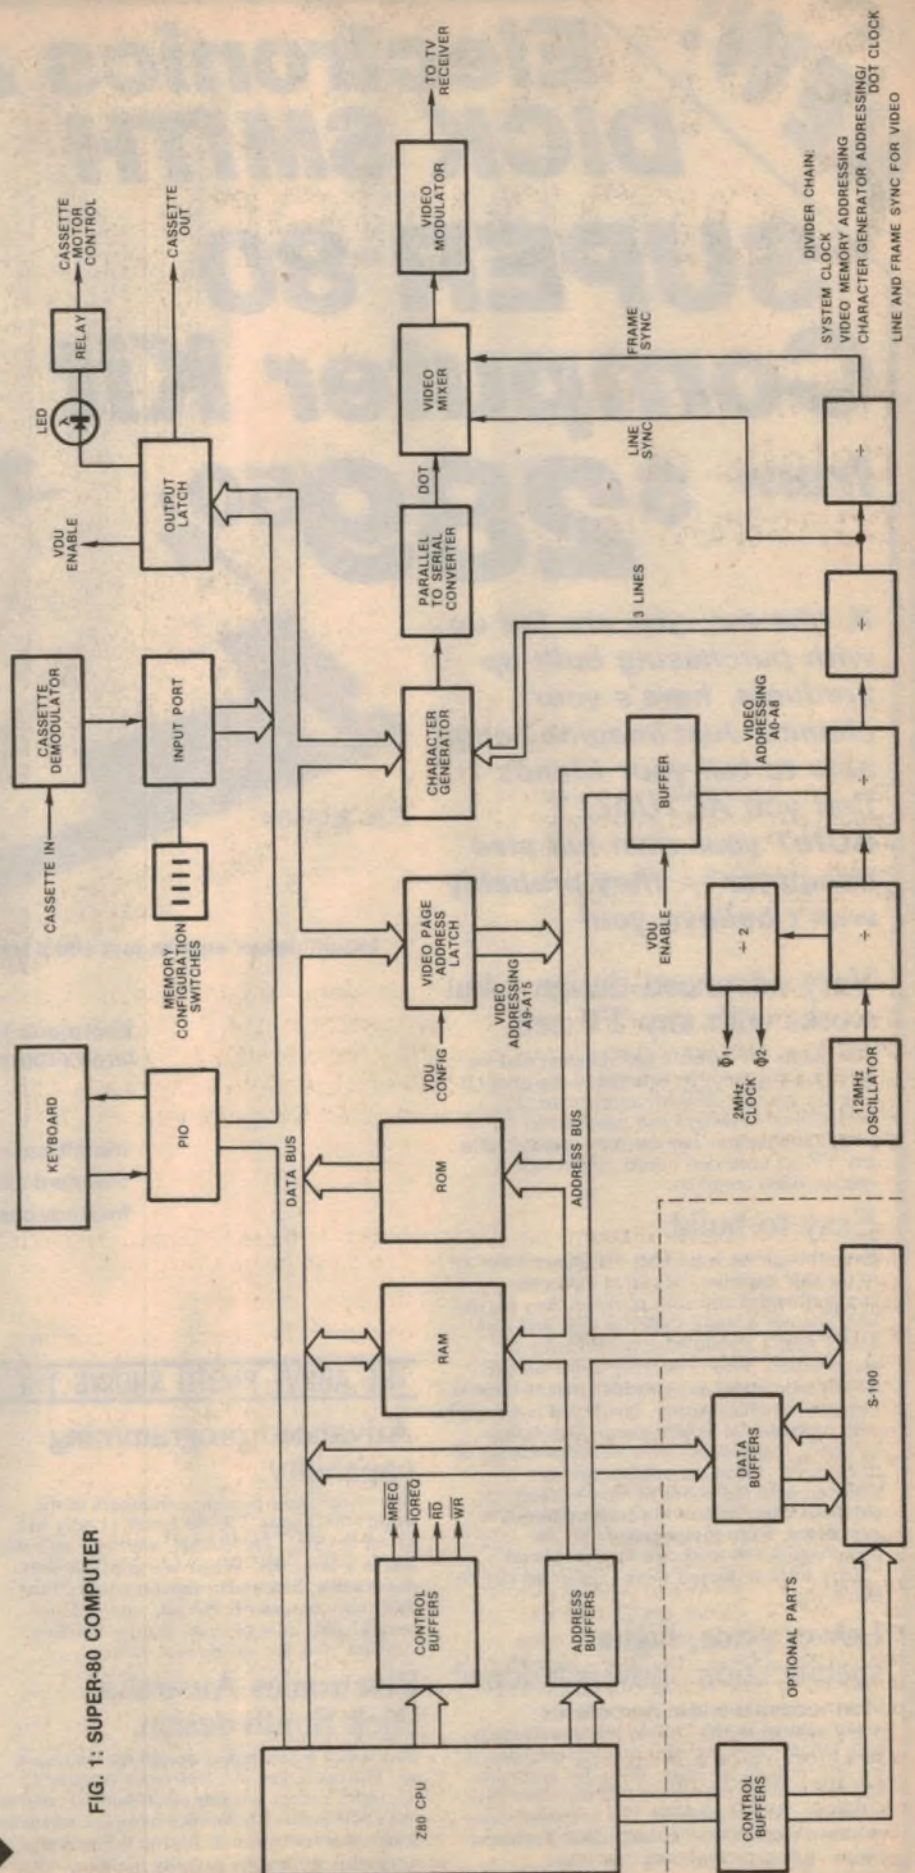 FIG. 1: SUPER-80 COMPUTER
KEYBOARD
PIO
CASSETTE IN
CASSETTE
DEMODULATOR
INPUT PORT
MEMORY
CONFIGURATION
SWITCHES
VDU
ENABLE
LED
RELAY
CASSETTE
MOTOR
CONTROL
OUTPUT
LATCH
CASSETTE
OUT
Z80 CPU
CONTROL
BUFFERS
MREQ
IOREQ
RD
WR
DATA BUS
RAM
ROM
VDU
CONFIG
VIDEO PAGE
ADDRESS
LATCH
VIDEO
ADDRESSING
A9-A15
CHARACTER
GENERATOR
PARALLEL
TO SERIAL
CONVERTER
DOT
VIDEO
MIXER
VIDEO
MODULATOR
TO TV
RECEIVER
ADDRESS
BUFFERS
ADDRESS BUS
VDU
ENABLE
BUFFER
3 LINES
LINE
SYNC
FRAME
SYNC
VIDEO
ADDRESSING
A0-A8
OPTIONAL PARTS
CONTROL
BUFFERS
DATA
BUFFERS
S-100
2MHz
CLOCK
Φ1
Φ2
÷ 2
12MHz
OSCILLATOR
÷
÷
÷
÷
DIVIDER CHAIN:
SYSTEM CLOCK
VIDEO MEMORY ADDRESSING
CHARACTER GENERATOR ADDRESSING/
DOT CLOCK
LINE AND FRAME SYNC FOR VIDEO